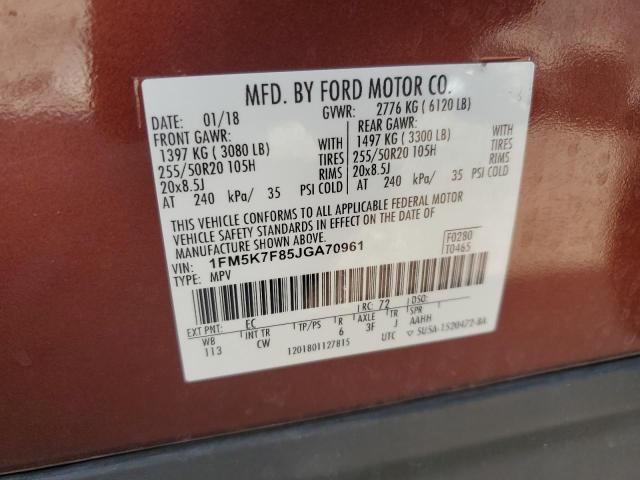 MFD. BY FORD MOTOR CO.
DATE: 01/18 GVWR: 2776 KG ( 6120 LB)
FRONT GAWR: REAR GAWR:
1397 KG ( 3080 LB) WITH 1497 KG ( 3300 LB) WITH
255/50R20 105H TIRES 255/50R20 105H TIRES
20x8.5J RIMS 20x8.5J RIMS
AT 240 kPa/ 35 PSI COLD AT 240 kPa/ 35 PSI COLD
THIS VEHICLE CONFORMS TO ALL APPLICABLE FEDERAL MOTOR
VEHICLE SAFETY STANDARDS IN EFFECT ON THE DATE OF
MANUFACTURE SHOWN ABOVE.
VIN: 1FM5K7F85JGA70961 F0280
TYPE: MPV T0465
EXT PNT: EC RC: 72 DSO:
WB INT TR TP/PS R AXLE TR SPR
113 CW 6 3F J AAHH
1201801127815 UTC ▽ SU5A-1520472-BA